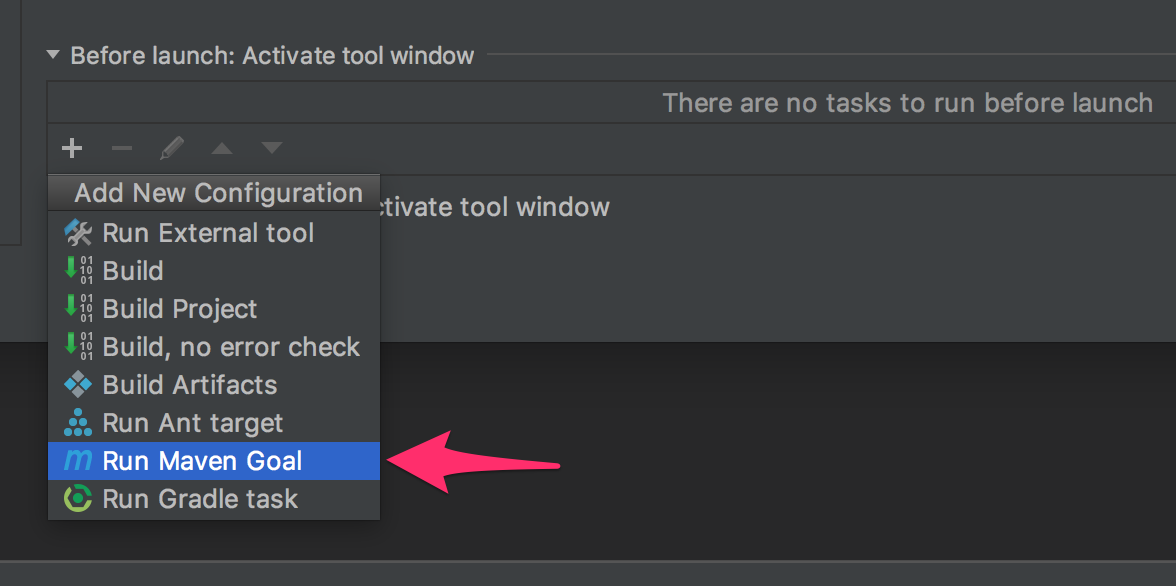 Before launch: Activate tool window
There are no tasks to run before launch
Add New Configuration
ctivate tool window
Run External tool
Build
Build Project
Build, no error check
Build Artifacts
Run Ant target
Run Maven Goal
Run Gradle task